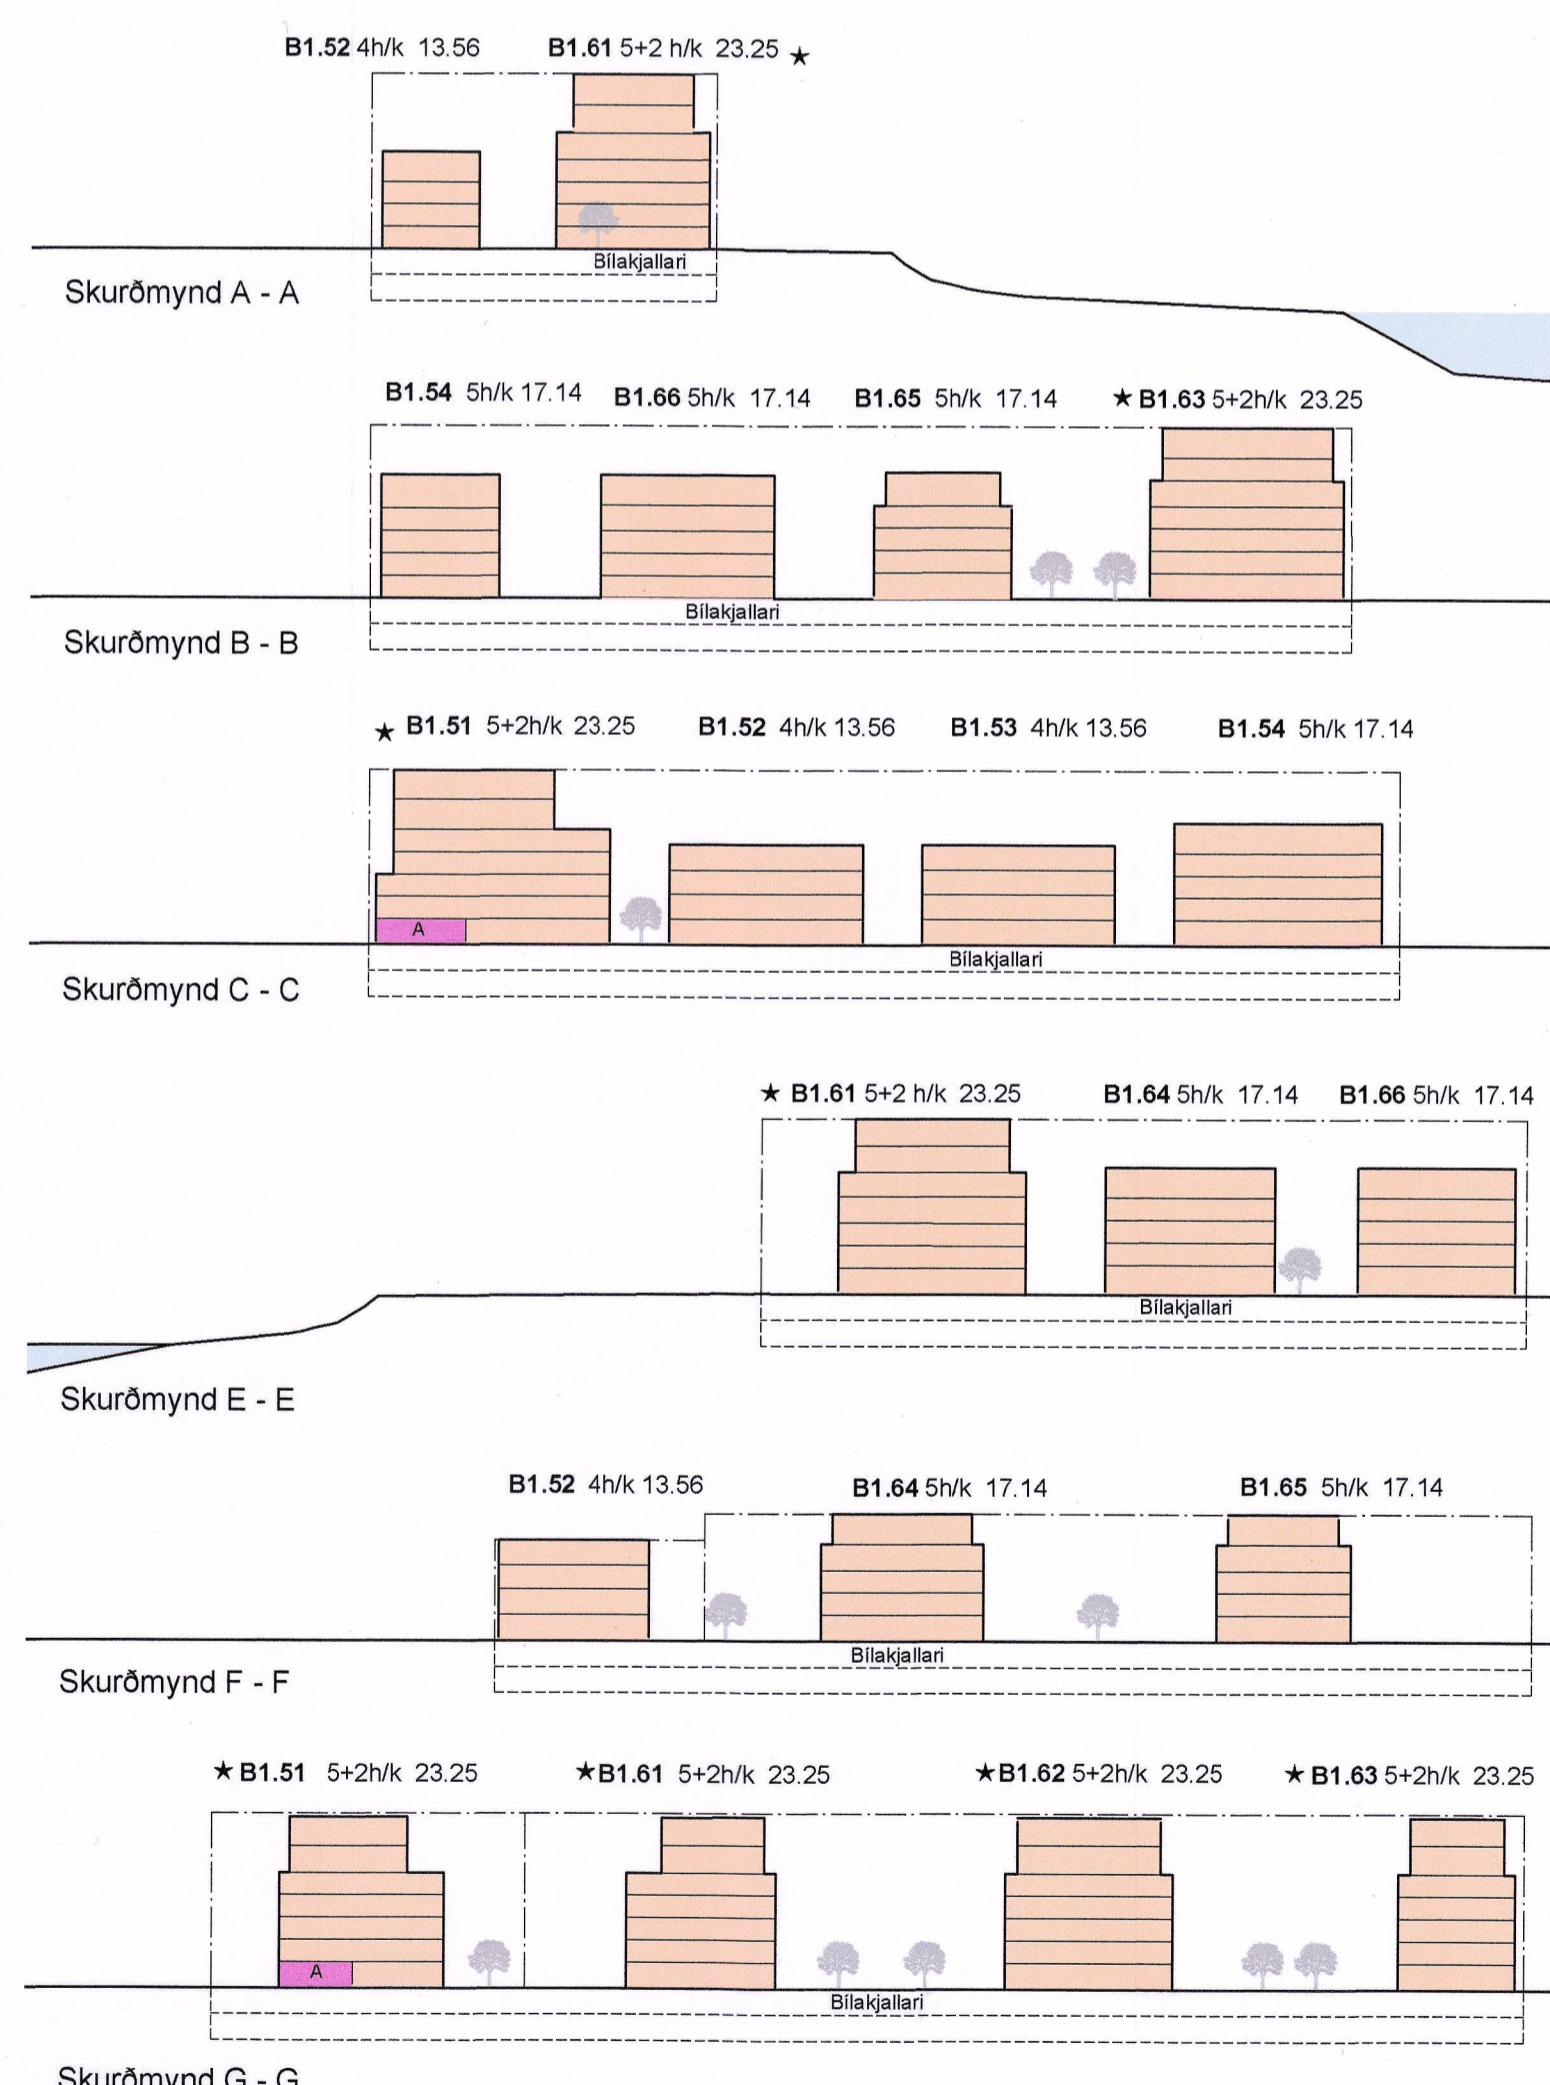 B1.52 4h/k 13.56 B1.61 5+2 h/k 23.25 ★
Bílakjallari
Skurðmynd A - A
B1.54 5h/k 17.14 B1.66 5h/k 17.14 B1.65 5h/k 17.14 ★ B1.63 5+2h/k 23.25
Bílakjallari
Skurðmynd B - B
★ B1.51 5+2h/k 23.25 B1.52 4h/k 13.56 B1.53 4h/k 13.56 B1.54 5h/k 17.14
A
Bílakjallari
Skurðmynd C - C
★ B1.61 5+2 h/k 23.25 B1.64 5h/k 17.14 B1.66 5h/k 17.14
Bílakjallari
Skurðmynd E - E
B1.52 4h/k 13.56 B1.64 5h/k 17.14 B1.65 5h/k 17.14
Bílakjallari
Skurðmynd F - F
★ B1.51 5+2h/k 23.25 ★B1.61 5+2h/k 23.25 ★B1.62 5+2h/k 23.25 ★ B1.63 5+2h/k 23.25
A
Bílakjallari
Skurðmynd G - G